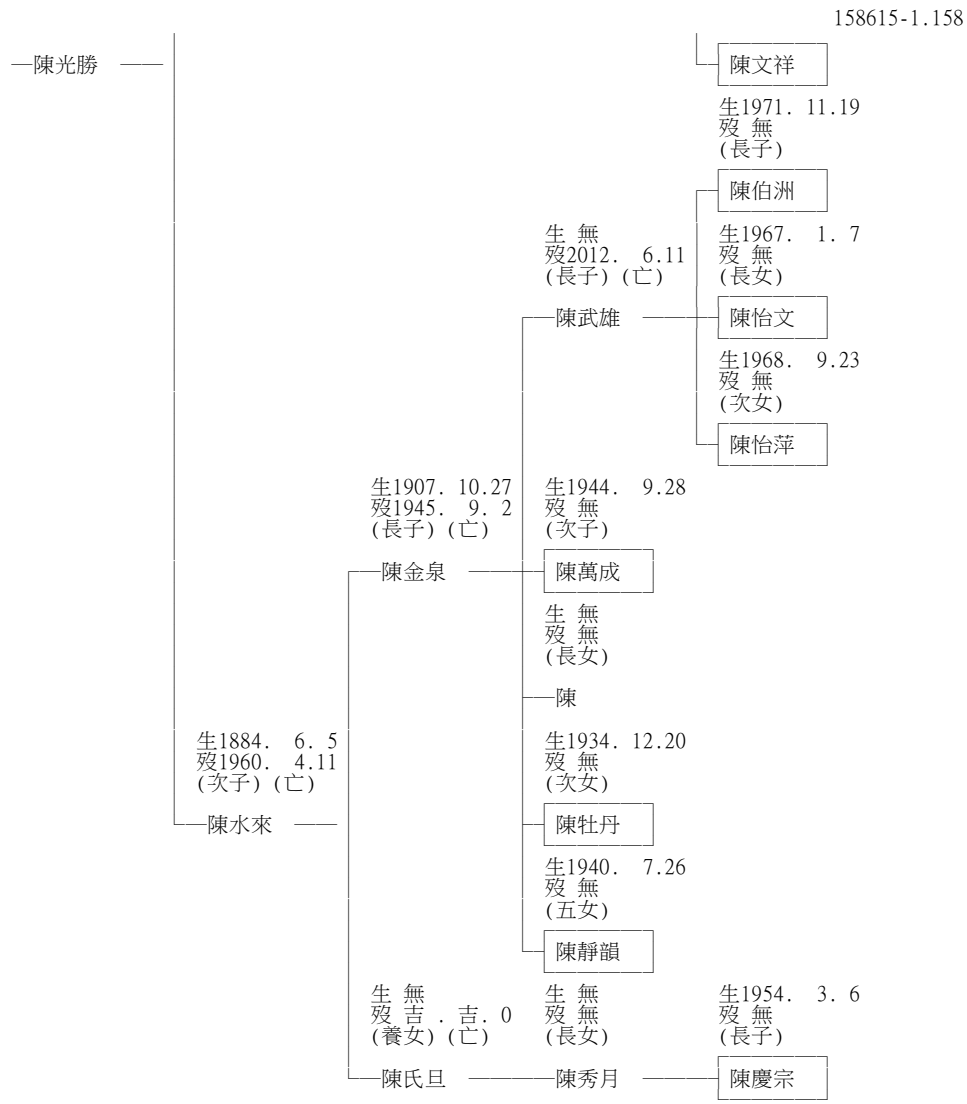 158615-1.158
陳光勝
陳文祥
生1971. 11.19
歿 無
(長子)
陳伯洲
生 無
歿2012. 6.11
(長子) (亡)
生1967. 1. 7
歿 無
(長女)
陳武雄
陳怡文
生1968. 9.23
歿 無
(次女)
陳怡萍
生1907. 10.27
歿1945. 9. 2
(長子) (亡)
生1944. 9.28
歿 無
(次子)
陳金泉
陳萬成
生 無
歿 無
(長女)
陳
生1884. 6. 5
歿1960. 4.11
(次子) (亡)
生1934. 12.20
歿 無
(次女)
陳水來
陳牡丹
生1940. 7.26
歿 無
(五女)
陳靜韻
生 無
歿 吉 . 吉. 0
(養女) (亡)
生 無
歿 無
(長女)
生1954. 3. 6
歿 無
(長子)
陳氏旦
陳秀月
陳慶宗